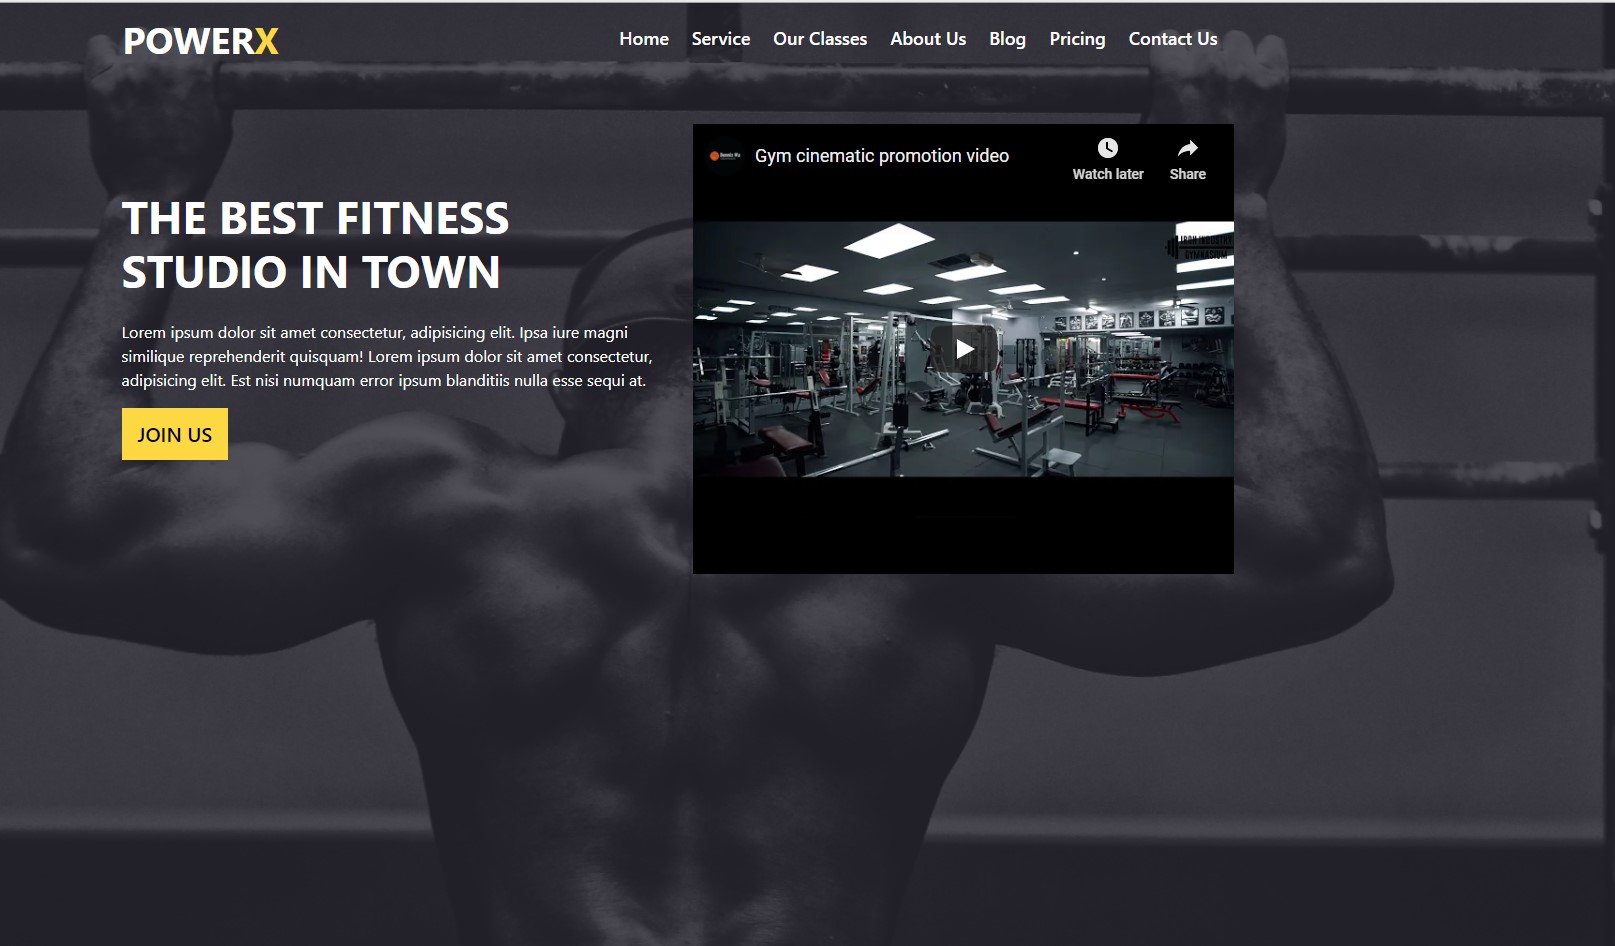 POWERX
Home Service Our Classes About Us Blog Pricing Contact Us
Gym cinematic promotion video
Watch later
Share
THE BEST FITNESS
STUDIO IN TOWN
Lorem ipsum dolor sit amet consectetur, adipisicing elit. Ipsa iure magni
similique reprehenderit quisquam! Lorem ipsum dolor sit amet consectetur,
adipisicing elit. Est nisi numquam error ipsum blanditiis nulla esse sequi at.
JOIN US
IRON INDUSTRY
GYMNASIUM